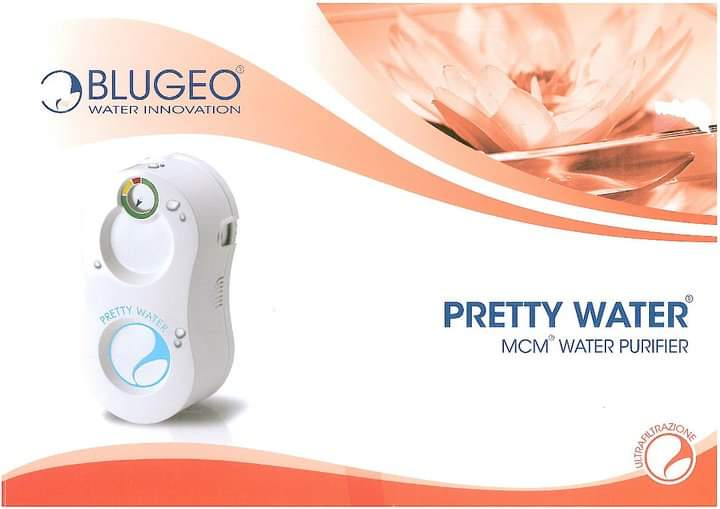 BLUGEO®
WATER INNOVATION
PRETTY WATER
PRETTY WATER®
MCM® WATER PURIFIER
ULTRAFILTRAZIONE